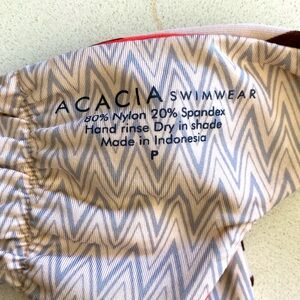 ACACIA SWIMWEAR
80% Nylon 20% Spandex
Hand rinse Dry in shade
Made in Indonesia
P